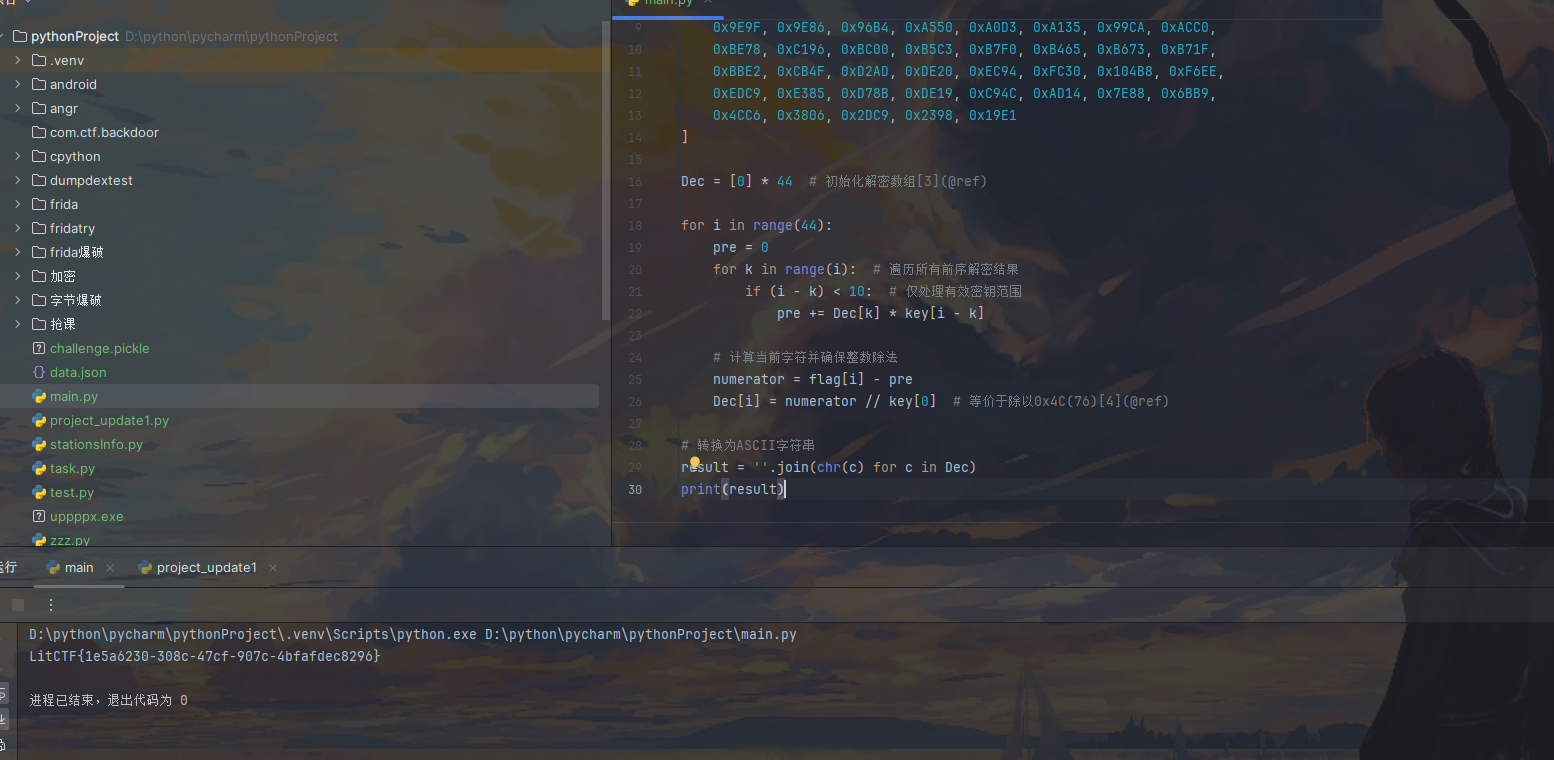 main.py
pythonProject D:\python\pycharm\pythonProject
.venv
android
angr
com.ctf.backdoor
cpython
dumpdextest
frida
fridatry
frida爆破
加密
字节爆破
抢课
challenge.pickle
data.json
main.py
project_update1.py
stationsInfo.py
task.py
test.py
uppppx.exe
zzz.py
9 0x9E9F, 0x9E86, 0x96B4, 0xA550, 0xA0D3, 0xA135, 0x99CA, 0xACC0,
10 0xBE78, 0xC196, 0xBC00, 0xB5C3, 0xB7F0, 0xB465, 0xB673, 0xB71F,
11 0xBBE2, 0xCB4F, 0xD2AD, 0xDE20, 0xEC94, 0xFC30, 0x104B8, 0xF6EE,
12 0xEDC9, 0xE385, 0xD78B, 0xDE19, 0xC94C, 0xAD14, 0x7E88, 0x6BB9,
13 0x4CC6, 0x3806, 0x2DC9, 0x2398, 0x19E1
14 ]
15
16 Dec = [0] * 44 # 初始化解密数组[3](@ref)
17
18 for i in range(44):
19 pre = 0
20 for k in range(i): # 遍历所有前序解密结果
21 if (i - k) < 10: # 仅处理有效密钥范围
22 pre += Dec[k] * key[i - k]
23
24 # 计算当前字符并确保整数除法
25 numerator = flag[i] - pre
26 Dec[i] = numerator // key[0] # 等价于除以0x4C(76)[4](@ref)
27
28 # 转换为ASCII字符串
29 result = ''.join(chr(c) for c in Dec)
30 print(result)
运行 main project_update1
D:\python\pycharm\pythonProject\.venv\Scripts\python.exe D:\python\pycharm\pythonProject\main.py
LitCTF{1e5a6230-308c-47cf-907c-4bfafdec8296}
进程已结束，退出代码为 0